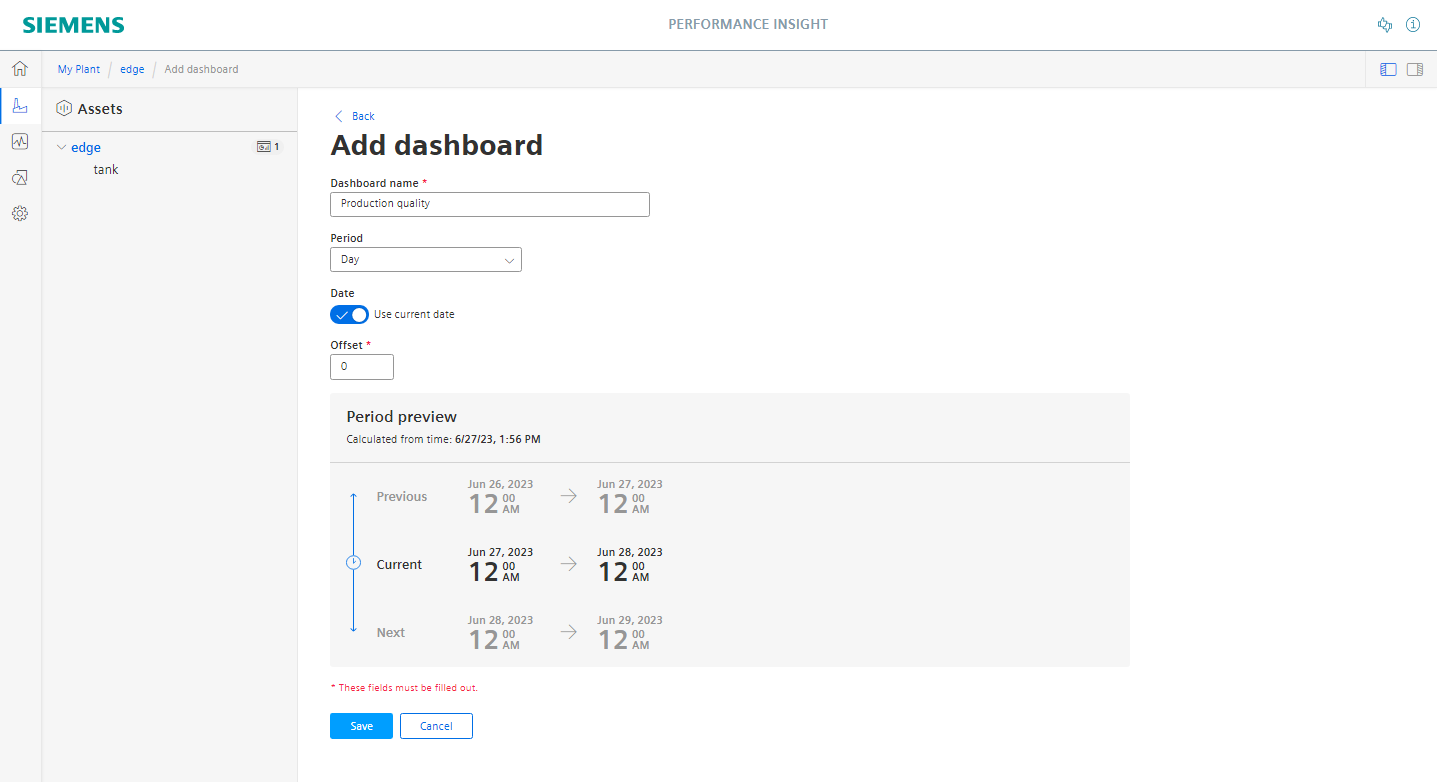 SIEMENS
PERFORMANCE INSIGHT
My Plant / edge / Add dashboard
Assets
edge 1
tank
Back
Add dashboard
Dashboard name *
Production quality
Period
Day
Date
Use current date
Offset *
0
Period preview
Calculated from time: 6/27/23, 1:56 PM
Previous Jun 26, 2023 12 00 AM Jun 27, 2023 12 00 AM
Current Jun 27, 2023 12 00 AM Jun 28, 2023 12 00 AM
Next Jun 28, 2023 12 00 AM Jun 29, 2023 12 00 AM
* These fields must be filled out.
Save Cancel